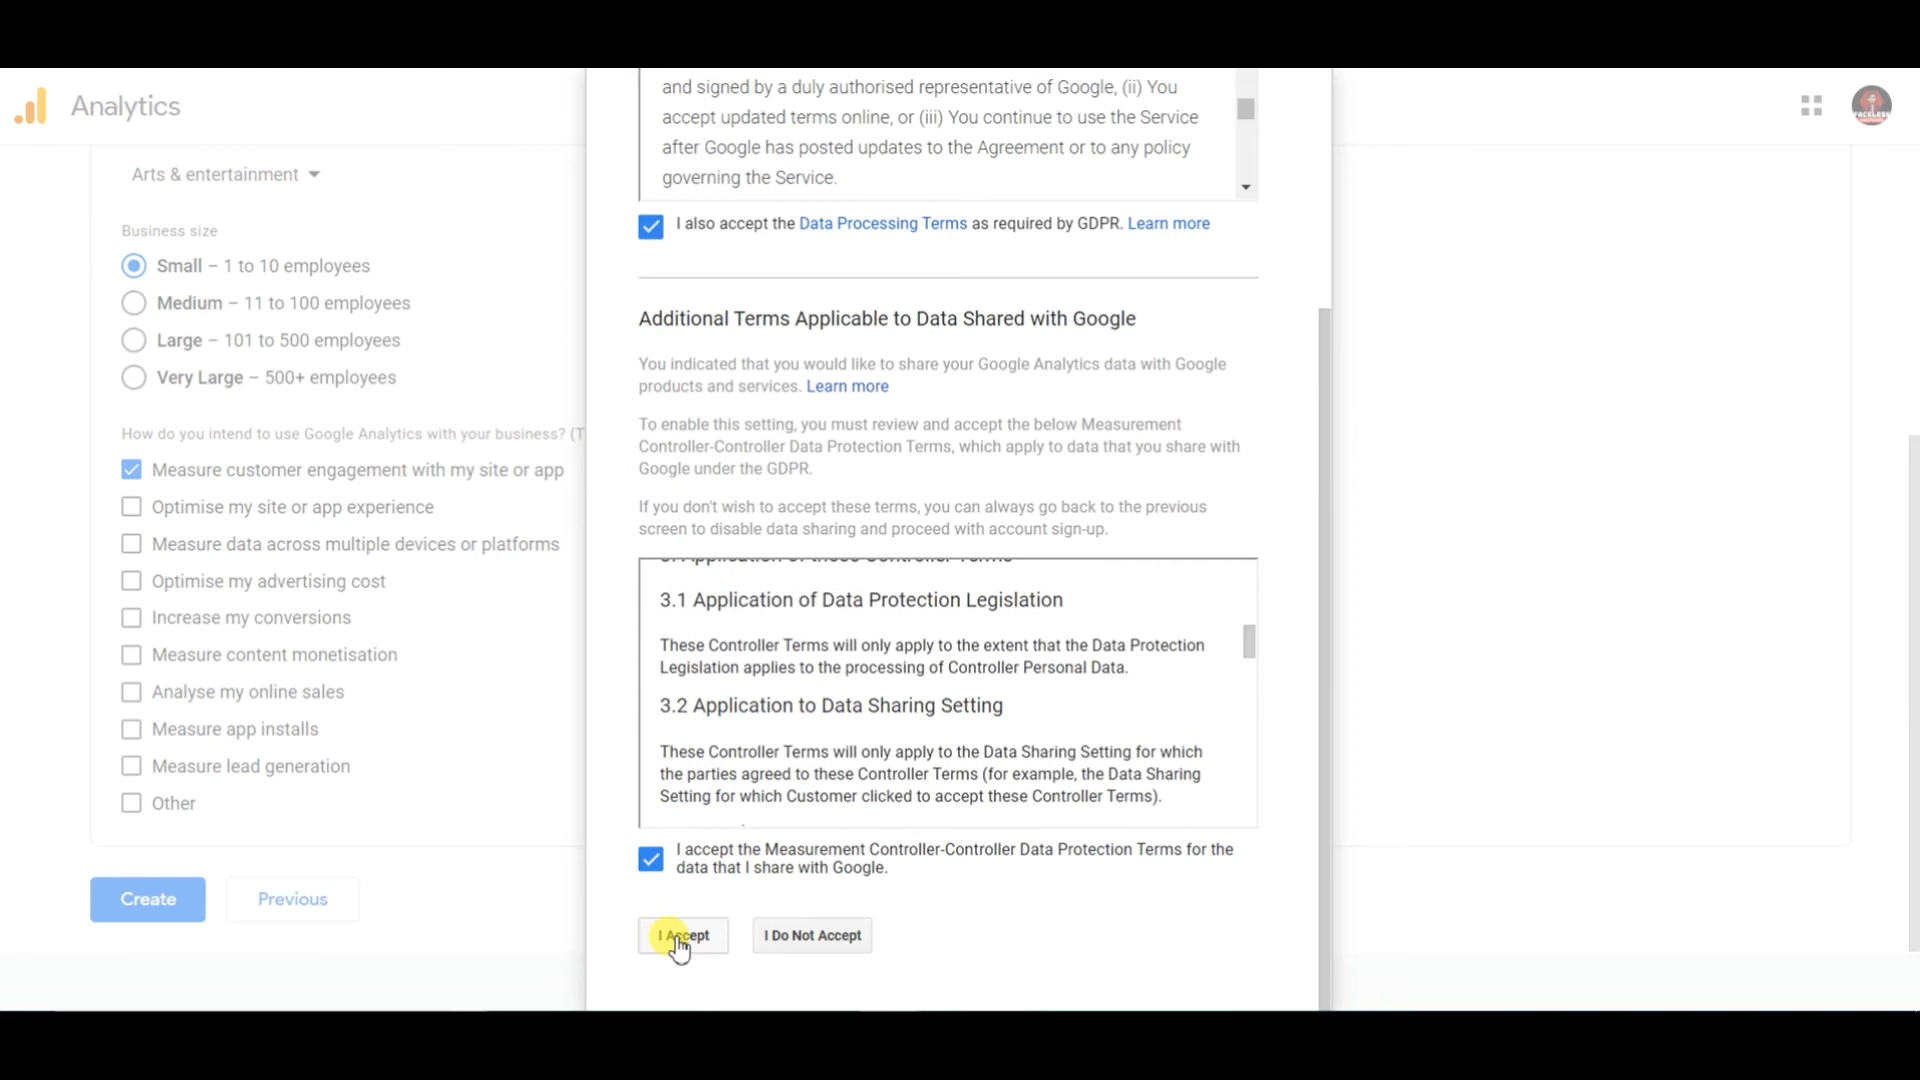 Analytics
FACELESS
Arts & entertainment
Business size
Small – 1 to 10 employees
Medium – 11 to 100 employees
Large – 101 to 500 employees
Very Large – 500+ employees
How do you intend to use Google Analytics with your business? (T
Measure customer engagement with my site or app
Optimise my site or app experience
Measure data across multiple devices or platforms
Optimise my advertising cost
Increase my conversions
Measure content monetisation
Analyse my online sales
Measure app installs
Measure lead generation
Other
Create
Previous
and signed by a duly authorised representative of Google, (ii) You
accept updated terms online, or (iii) You continue to use the Service
after Google has posted updates to the Agreement or to any policy
governing the Service.
I also accept the Data Processing Terms as required by GDPR. Learn more
Additional Terms Applicable to Data Shared with Google
You indicated that you would like to share your Google Analytics data with Google
products and services. Learn more
To enable this setting, you must review and accept the below Measurement
Controller-Controller Data Protection Terms, which apply to data that you share with
Google under the GDPR.
If you don't wish to accept these terms, you can always go back to the previous
screen to disable data sharing and proceed with account sign-up.
3. Application of these Controller Terms
3.1 Application of Data Protection Legislation
These Controller Terms will only apply to the extent that the Data Protection
Legislation applies to the processing of Controller Personal Data.
3.2 Application to Data Sharing Setting
These Controller Terms will only apply to the Data Sharing Setting for which
the parties agreed to these Controller Terms (for example, the Data Sharing
Setting for which Customer clicked to accept these Controller Terms).
I accept the Measurement Controller-Controller Data Protection Terms for the
data that I share with Google.
I Accept
I Do Not Accept